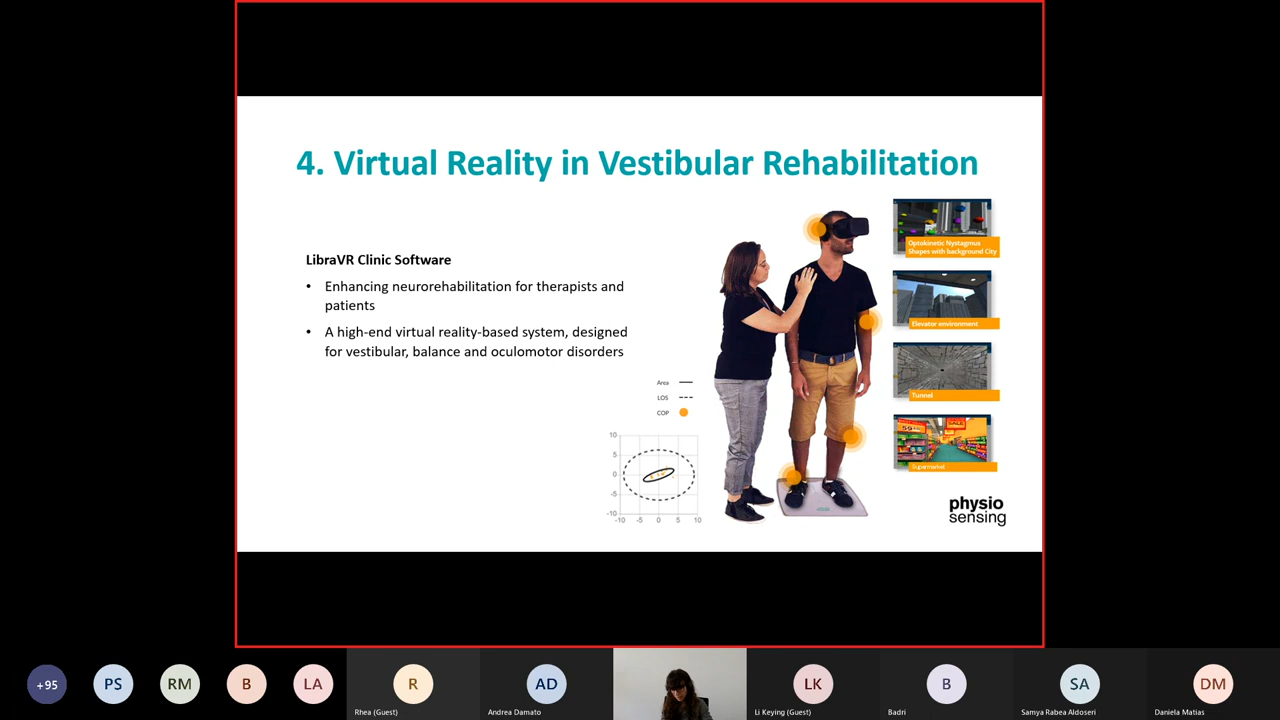 4. Virtual Reality in Vestibular Rehabilitation
LibraVR Clinic Software
• Enhancing neurorehabilitation for therapists and
patients
• A high-end virtual reality-based system, designed
for vestibular, balance and oculomotor disorders
Area
LOS
COP
10
5
0
-5
-10
-10 -5 0 5 10
Optokinetic Nystagmus
Shapes with background City
Elevator environment
Tunnel
SALE
Supermarket
physio
sensing
+95
PS
RM
B
LA
R
Rhea (Guest)
AD
Andrea Damato
LK
Li Keying (Guest)
B
Badri
SA
Samya Rabea Aldoseri
DM
Daniela Matias